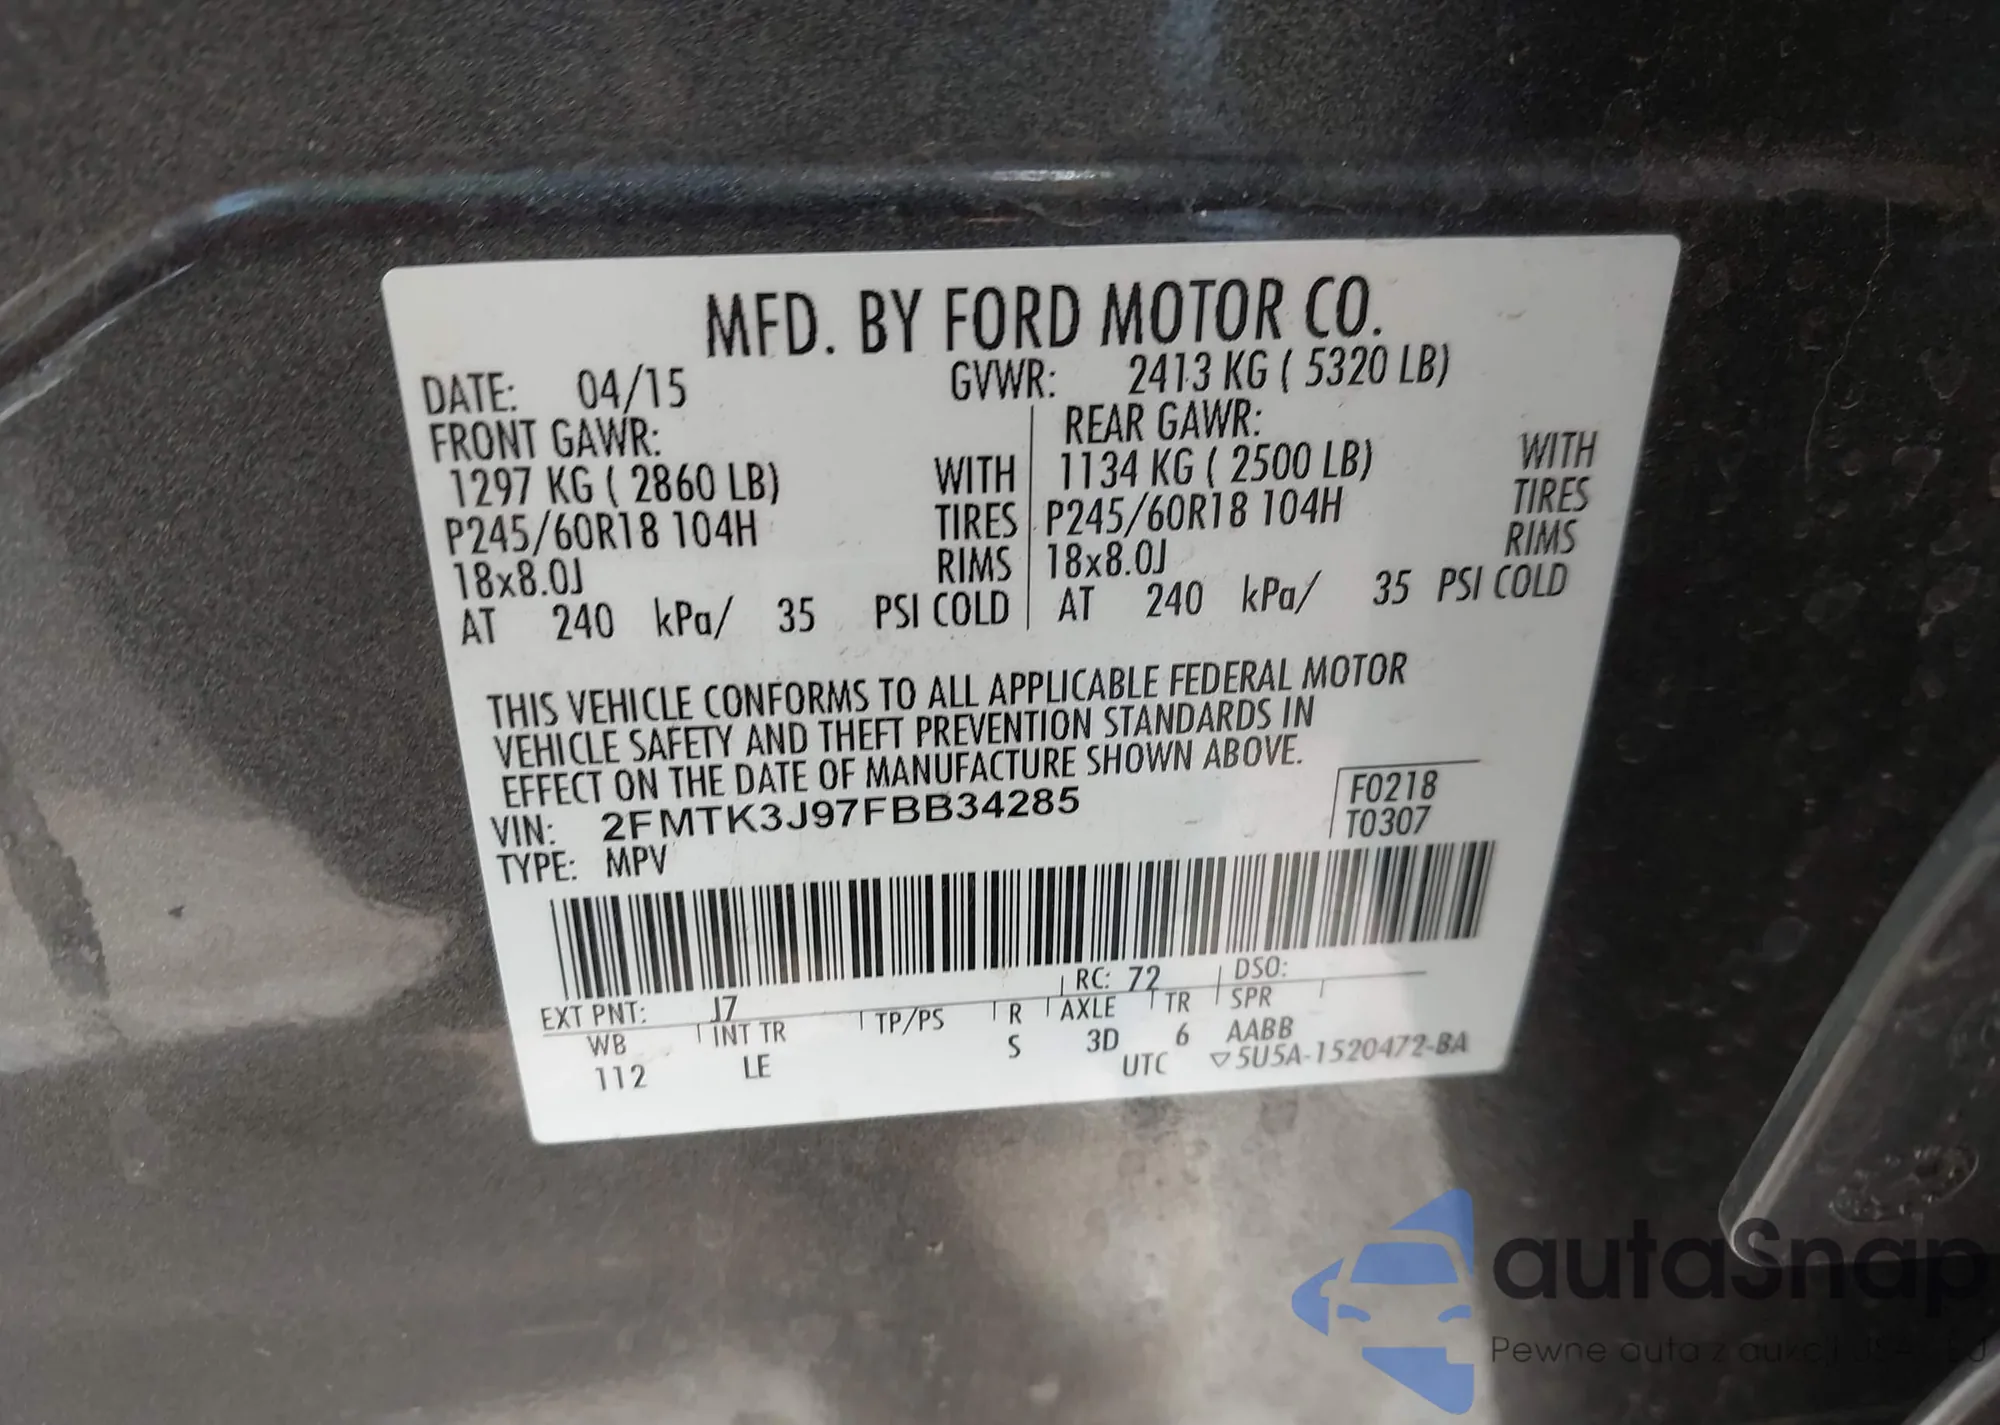 MFD. BY FORD MOTOR CO.
DATE: 04/15 GVWR: 2413 KG ( 5320 LB)
FRONT GAWR: REAR GAWR:
1297 KG ( 2860 LB) WITH 1134 KG ( 2500 LB) WITH
P245/60R18 104H TIRES P245/60R18 104H TIRES
18x8.0J RIMS 18x8.0J RIMS
AT 240 kPa/ 35 PSI COLD AT 240 kPa/ 35 PSI COLD
THIS VEHICLE CONFORMS TO ALL APPLICABLE FEDERAL MOTOR
VEHICLE SAFETY AND THEFT PREVENTION STANDARDS IN
EFFECT ON THE DATE OF MANUFACTURE SHOWN ABOVE.
VIN: 2FMTK3J97FBB34285 F0218
TYPE: MPV T0307
EXT PNT: J7 RC: 72 DSO:
WB INT TR TP/PS R AXLE TR SPR
112 LE S 3D 6 AABB
UTC ▽5U5A-1520472-BA
autaSnap
Pewne auta z aukcji